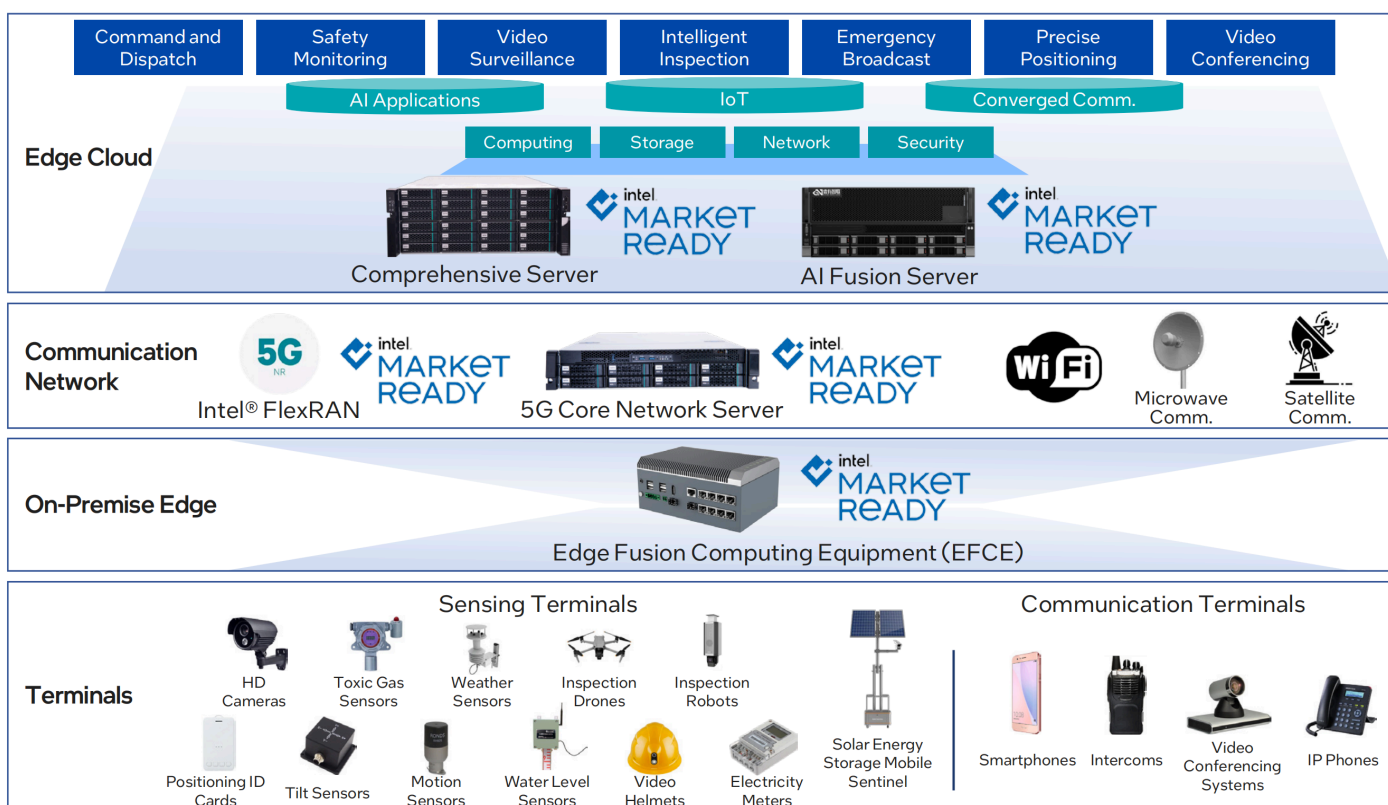 Command and
Dispatch
Safety
Monitoring
Video
Surveillance
Intelligent
Inspection
Emergency
Broadcast
Precise
Positioning
Video
Conferencing
AI Applications
IoT
Converged Comm.
Edge Cloud
Computing
Storage
Network
Security
intel
MARKET
READY
intel
MARKET
READY
Comprehensive Server
AI Fusion Server
Communication
Network
5G
NR
intel
MARKET
READY
intel
MARKET
READY
WiFi
Intel® FlexRAN
5G Core Network Server
Microwave
Comm.
Satellite
Comm.
On-Premise Edge
intel
MARKET
READY
Edge Fusion Computing Equipment (EFCE)
Terminals
Sensing Terminals
HD
Cameras
Toxic Gas
Sensors
Weather
Sensors
Inspection
Drones
Inspection
Robots
Positioning ID
Cards
Tilt Sensors
Motion
Sensors
Water Level
Sensors
Video
Helmets
Electricity
Meters
Solar Energy
Storage Mobile
Sentinel
Communication Terminals
Smartphones
Intercoms
Video
Conferencing
Systems
IP Phones